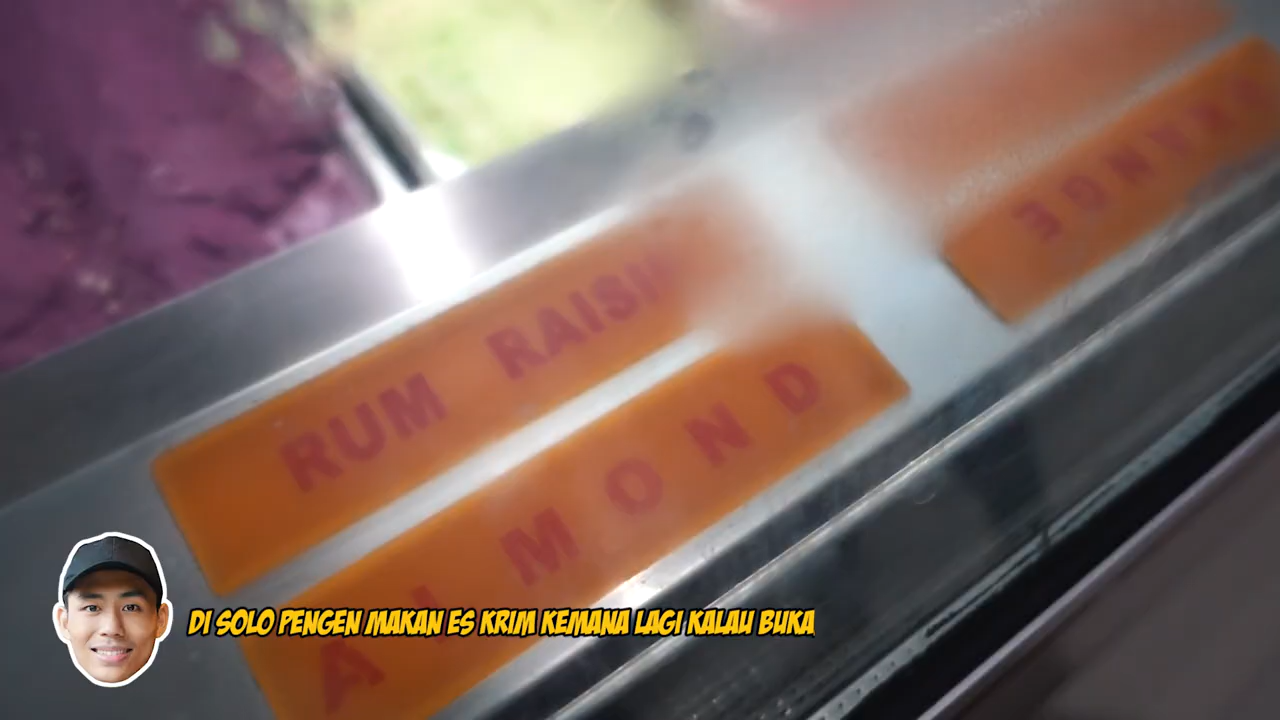 RUM RAISIN
ALMOND
DI SOLO PENGEN MAKAN ES KRIM KEMANA LAGI KALAU BUKA